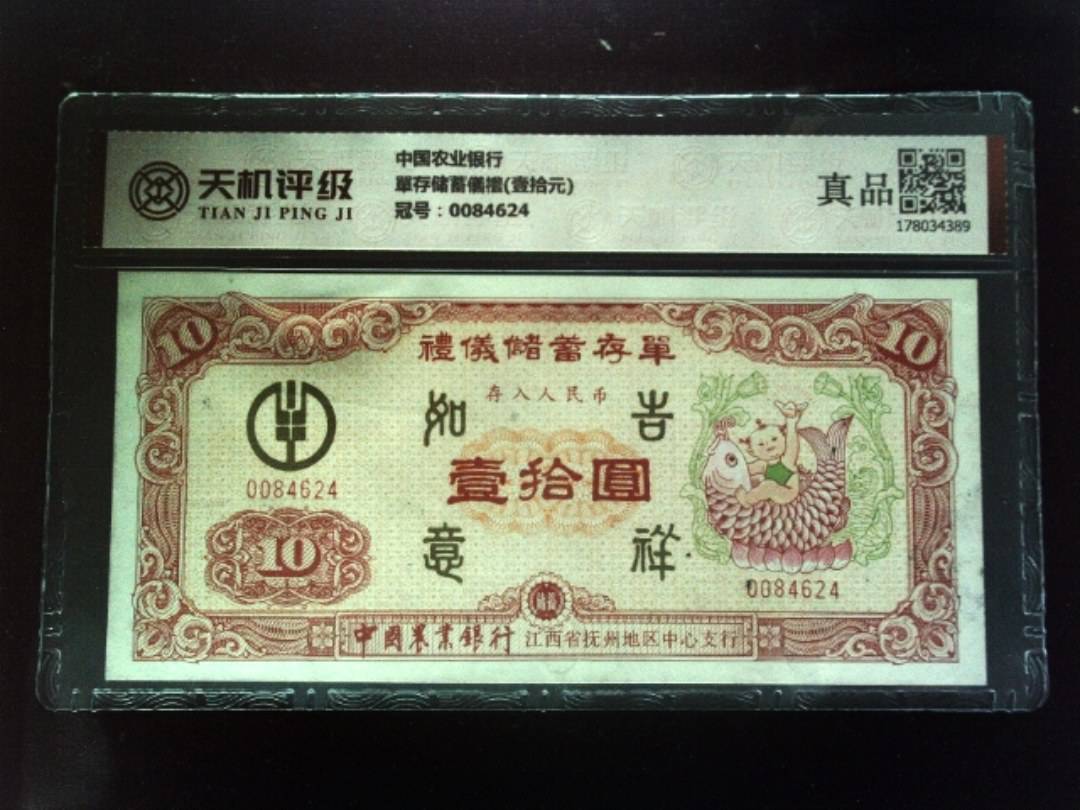 天机评级
TIAN JI PING JI
中国农业银行
單存储蓄儀禮(壹拾元)
冠号：0084624
真品
178034389
10
10
禮儀儲蓄存單
存入人民币
如
吉
壹拾圓
意
祥
0084624
10
0084624
中國農業銀行 江西省抚州地区中心支行